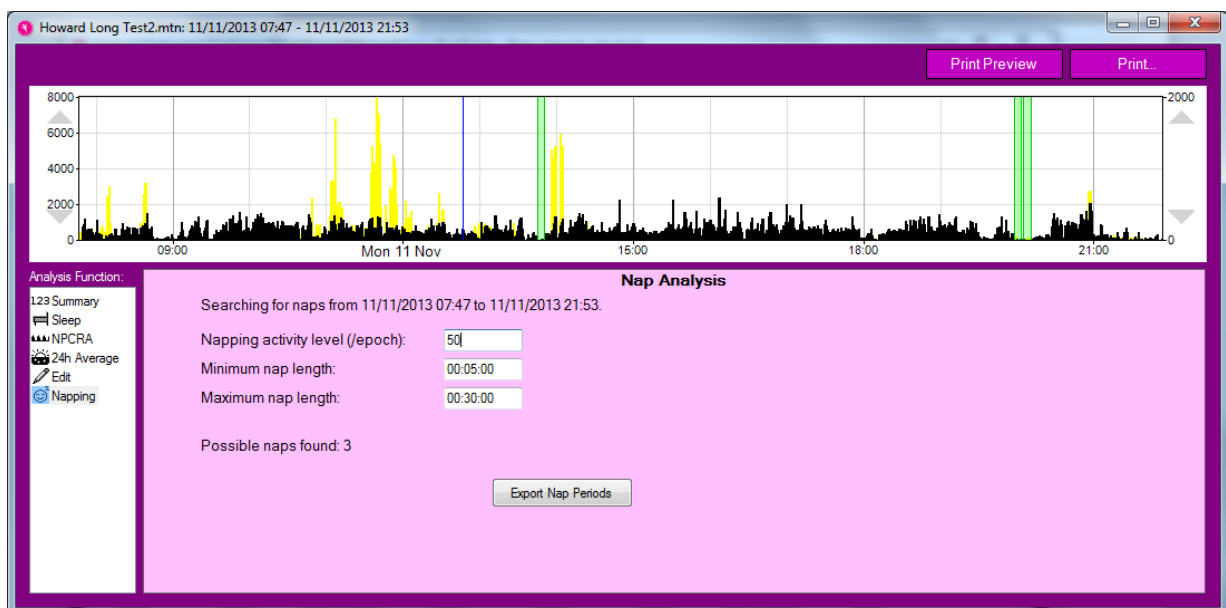 Howard Long Test2.mtn: 11/11/2013 07:47 - 11/11/2013 21:53
Print Preview
Print...
8000
6000
4000
2000
0
2000
0
09:00
Mon 11 Nov
15:00
18:00
21:00
Analysis Function:
123 Summary
Sleep
NPCRA
24h Average
Edit
Napping
Nap Analysis
Searching for naps from 11/11/2013 07:47 to 11/11/2013 21:53.
Napping activity level (/epoch): 50
Minimum nap length: 00:05:00
Maximum nap length: 00:30:00
Possible naps found: 3
Export Nap Periods